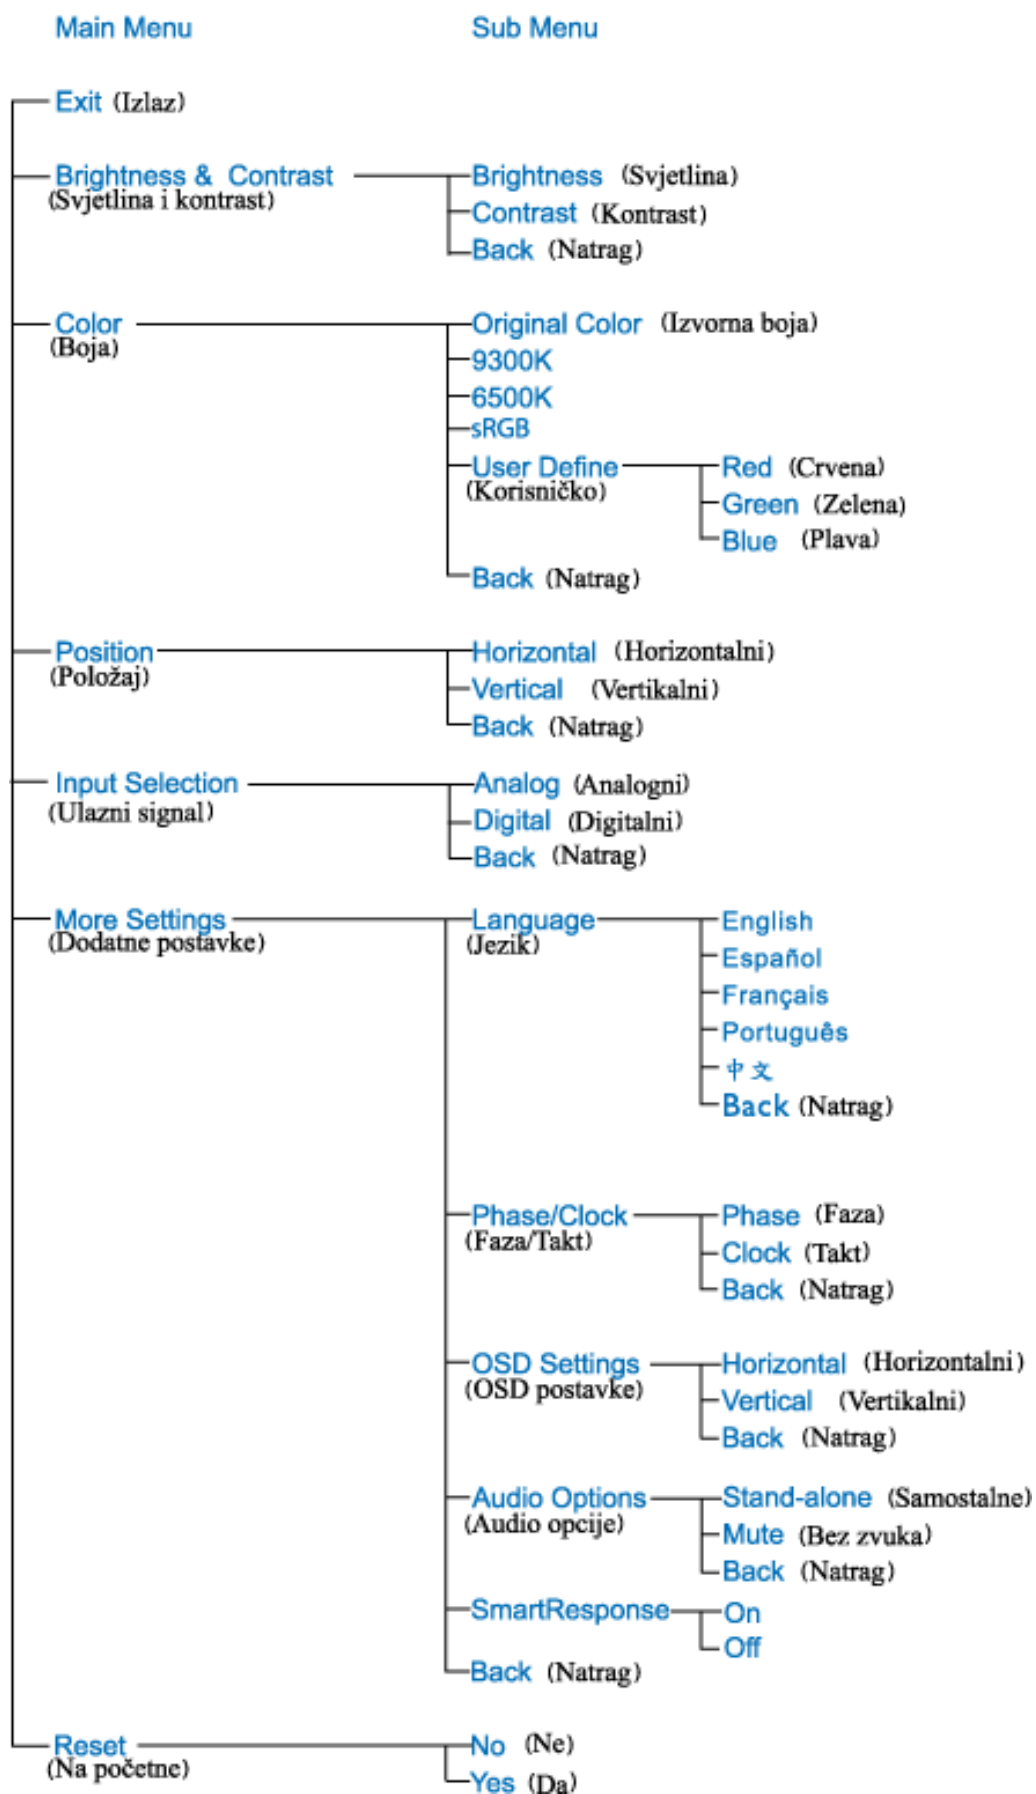 Main Menu Sub Menu
Exit (Izlaz)
Brightness & Contrast Brightness (Svjetlina)
(Svjetlina i kontrast) Contrast (Kontrast)
Back (Natrag)
Color Original Color (Izvorna boja)
(Boja) 9300K
6500K
sRGB
User Define Red (Crvena)
(Korisničko) Green (Zelena)
Blue (Plava)
Back (Natrag)
Position Horizontal (Horizontalni)
(Položaj) Vertical (Vertikalni)
Back (Natrag)
Input Selection Analog (Analogni)
(Ulazni signal) Digital (Digitalni)
Back (Natrag)
More Settings Language English
(Dodatne postavke) (Jezik) Español
Français
Português
中文
Back (Natrag)
Phase/Clock Phase (Faza)
(Faza/Takt) Clock (Takt)
Back (Natrag)
OSD Settings Horizontal (Horizontalni)
(OSD postavke) Vertical (Vertikalni)
Back (Natrag)
Audio Options Stand-alone (Samostalne)
(Audio opcije) Mute (Bez zvuka)
Back (Natrag)
SmartResponse On
Off
Back (Natrag)
Reset No (Ne)
(Na početne) Yes (Da)